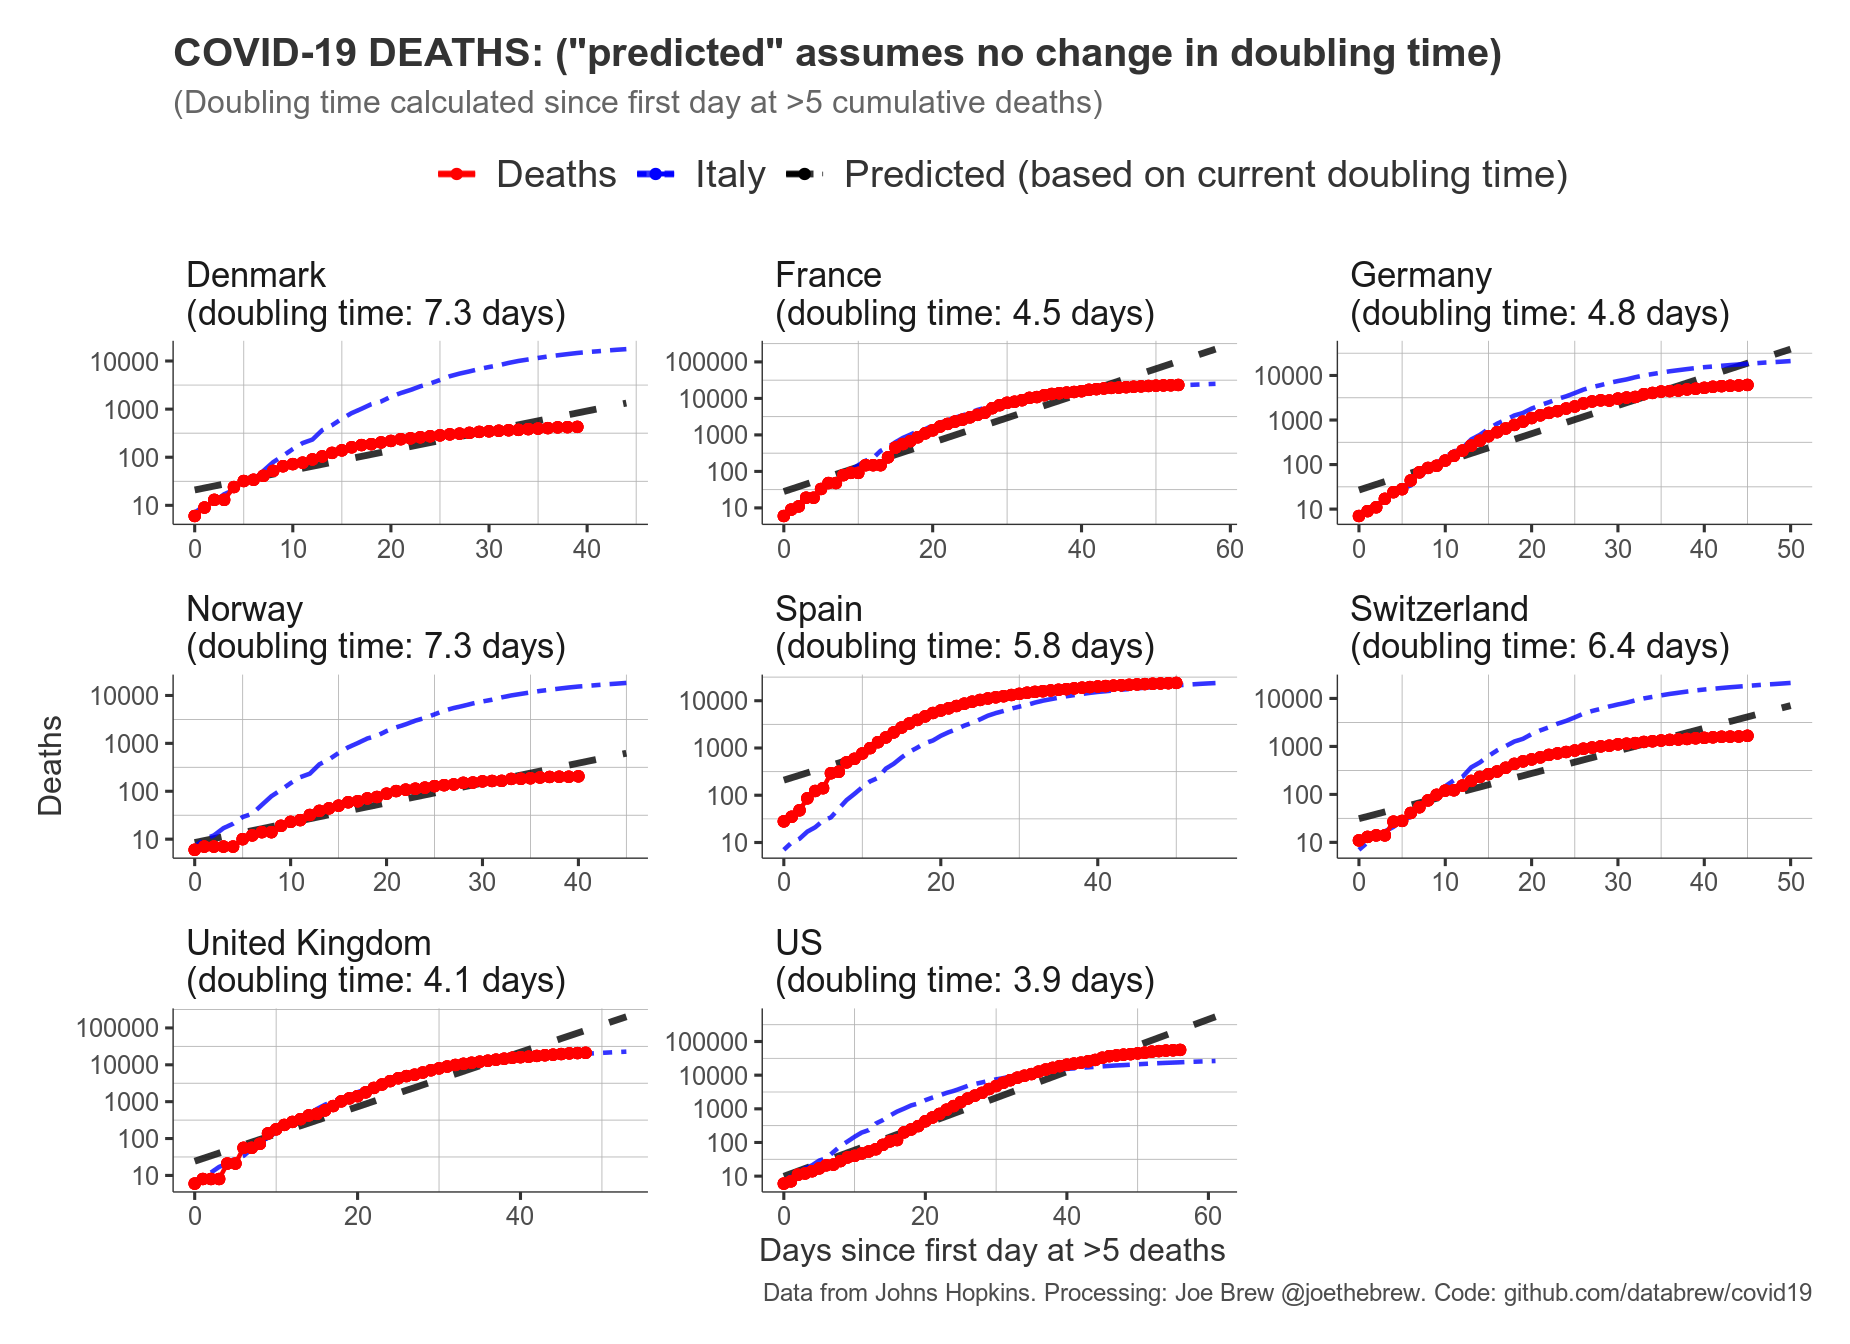 COVID-19 DEATHS: ("predicted" assumes no change in doubling time)
(Doubling time calculated since first day at >5 cumulative deaths)
Deaths Italy Predicted (based on current doubling time)
Denmark
(doubling time: 7.3 days)
10000
1000
100
10
0 10 20 30 40
France
(doubling time: 4.5 days)
100000
10000
1000
100
10
0 20 40 60
Germany
(doubling time: 4.8 days)
10000
1000
100
10
0 10 20 30 40 50
Deaths
Norway
(doubling time: 7.3 days)
10000
1000
100
10
0 10 20 30 40
Spain
(doubling time: 5.8 days)
10000
1000
100
10
0 20 40
Switzerland
(doubling time: 6.4 days)
10000
1000
100
10
0 10 20 30 40 50
United Kingdom
(doubling time: 4.1 days)
100000
10000
1000
100
10
0 20 40
US
(doubling time: 3.9 days)
100000
10000
1000
100
10
0 20 40 60
Days since first day at >5 deaths
Data from Johns Hopkins. Processing: Joe Brew @joethebrew. Code: github.com/databrew/covid19